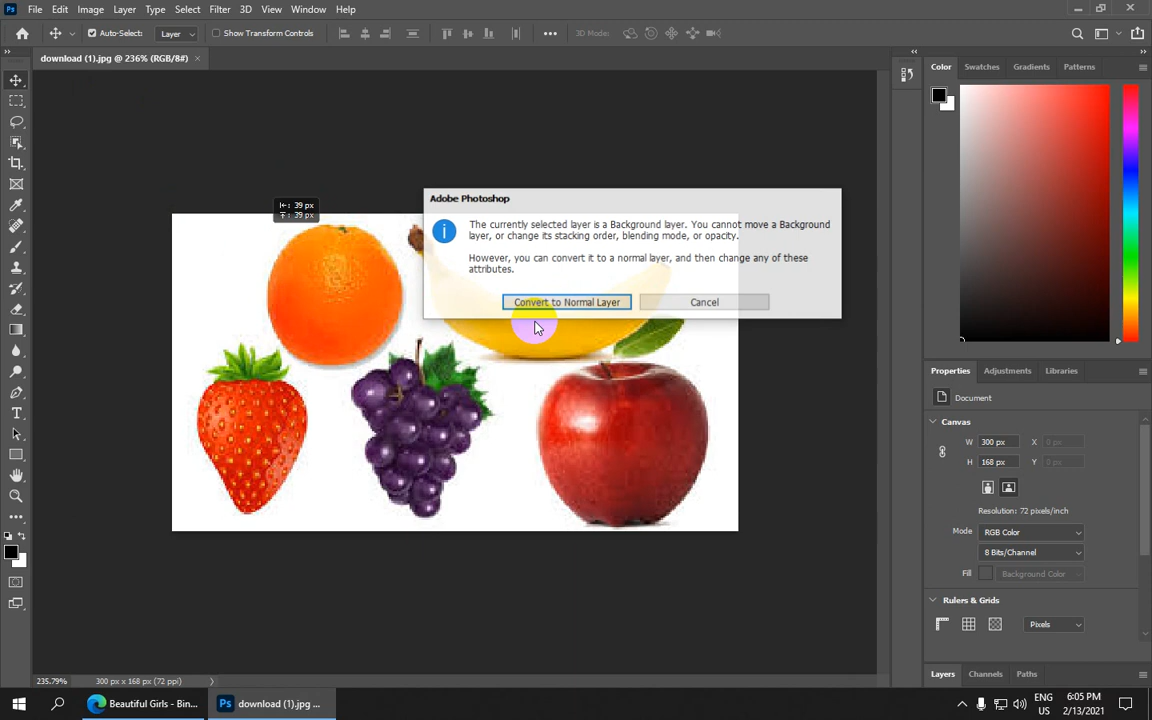 Ps File Edit Image Layer Type Select Filter 3D View Window Help
Auto-Select: Layer Show Transform Controls 3D Mode:
download (1).jpg @ 236% (RGB/8#)
Color Swatches Gradients Patterns
: 39 px
: 39 px
Adobe Photoshop
The currently selected layer is a Background layer. You cannot move a Background
layer, or change its stacking order, blending mode, or opacity.
However, you can convert it to a normal layer, and then change any of these
attributes.
Convert to Normal Layer Cancel
Properties Adjustments Libraries
Document
Canvas
W 300 px X 0 px
H 168 px Y 0 px
Resolution: 72 pixels/inch
Mode RGB Color
8 Bits/Channel
Fill Background Color
Rulers & Grids
Pixels
Layers Channels Paths
235.79% 300 px x 168 px (72 ppi)
Beautiful Girls - Bin... Ps download (1).jpg ...
ENG
US
6:05 PM
2/13/2021